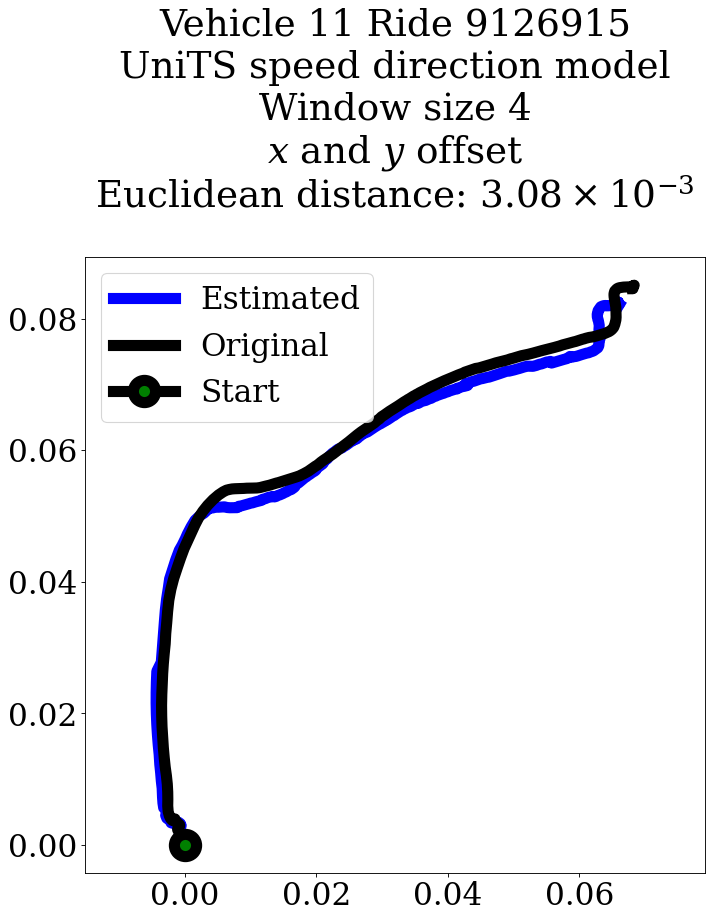 Vehicle 11 Ride 9126915
UniTS speed direction model
Window size 4
x and y offset
Euclidean distance: 3.08 × 10⁻³
Estimated
Original
Start
0.08
0.06
0.04
0.02
0.00
0.00 0.02 0.04 0.06